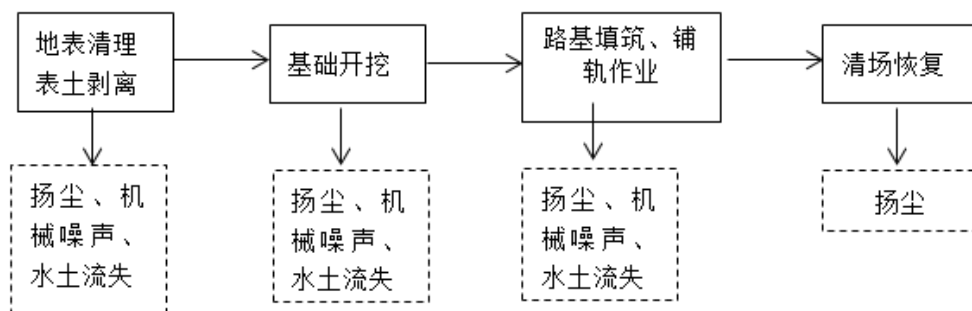 地表清理
表土剥离
基础开挖
路基填筑、铺
轨作业
清场恢复
扬尘、机
械噪声、
水土流失
扬尘、机
械噪声、
水土流失
扬尘、机
械噪声、
水土流失
扬尘